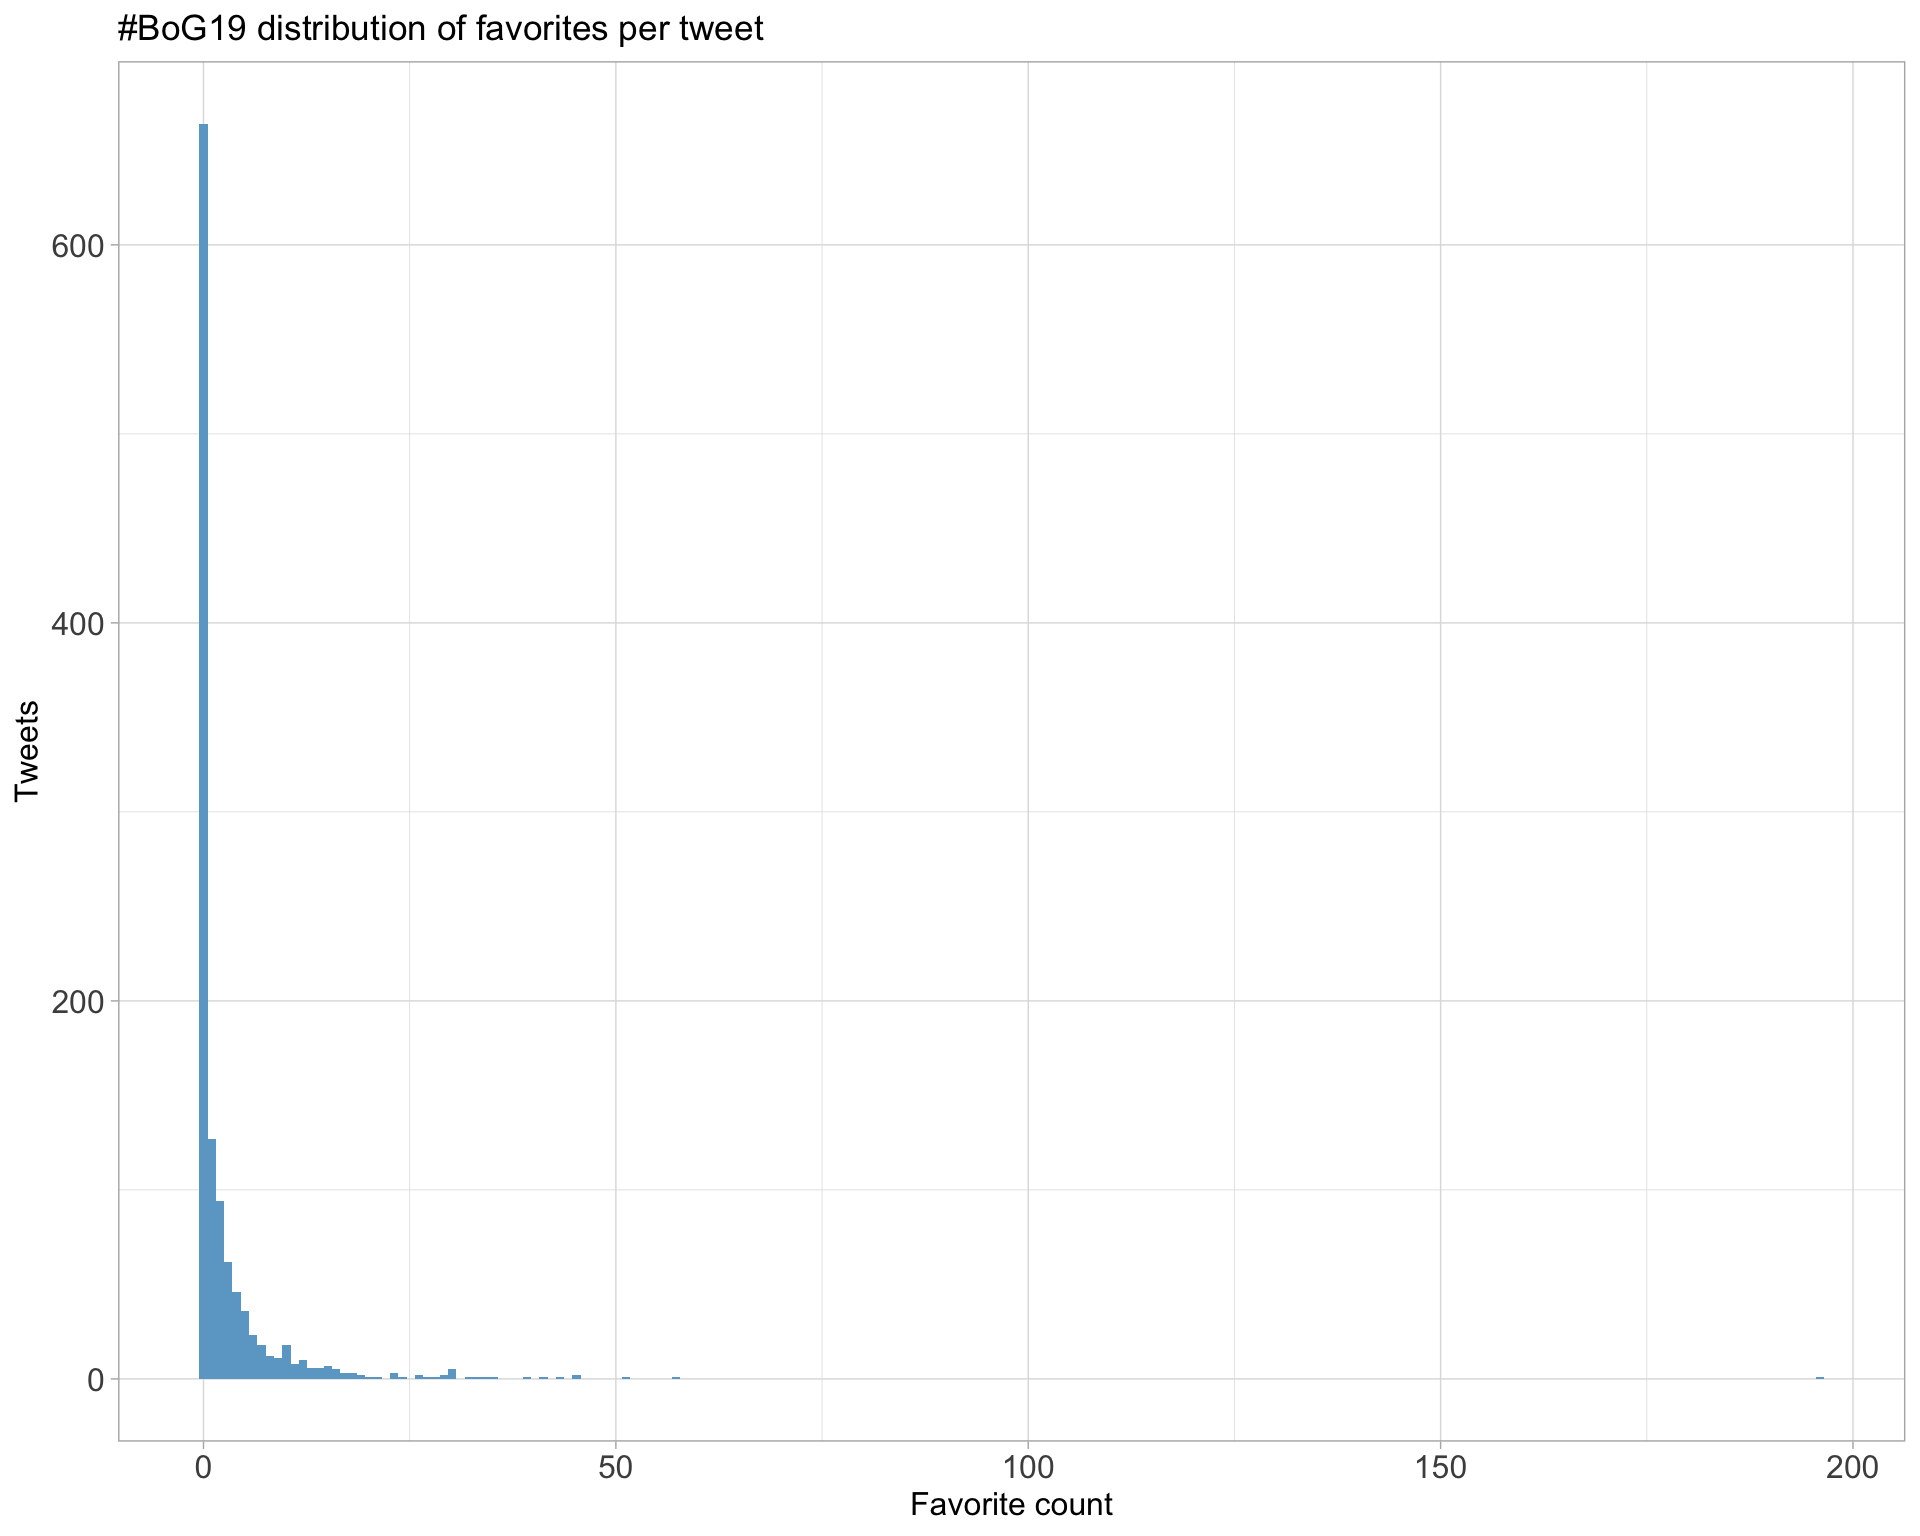 #BoG19 distribution of favorites per tweet
600
400
200
0
Tweets
0 50 100 150 200
Favorite count